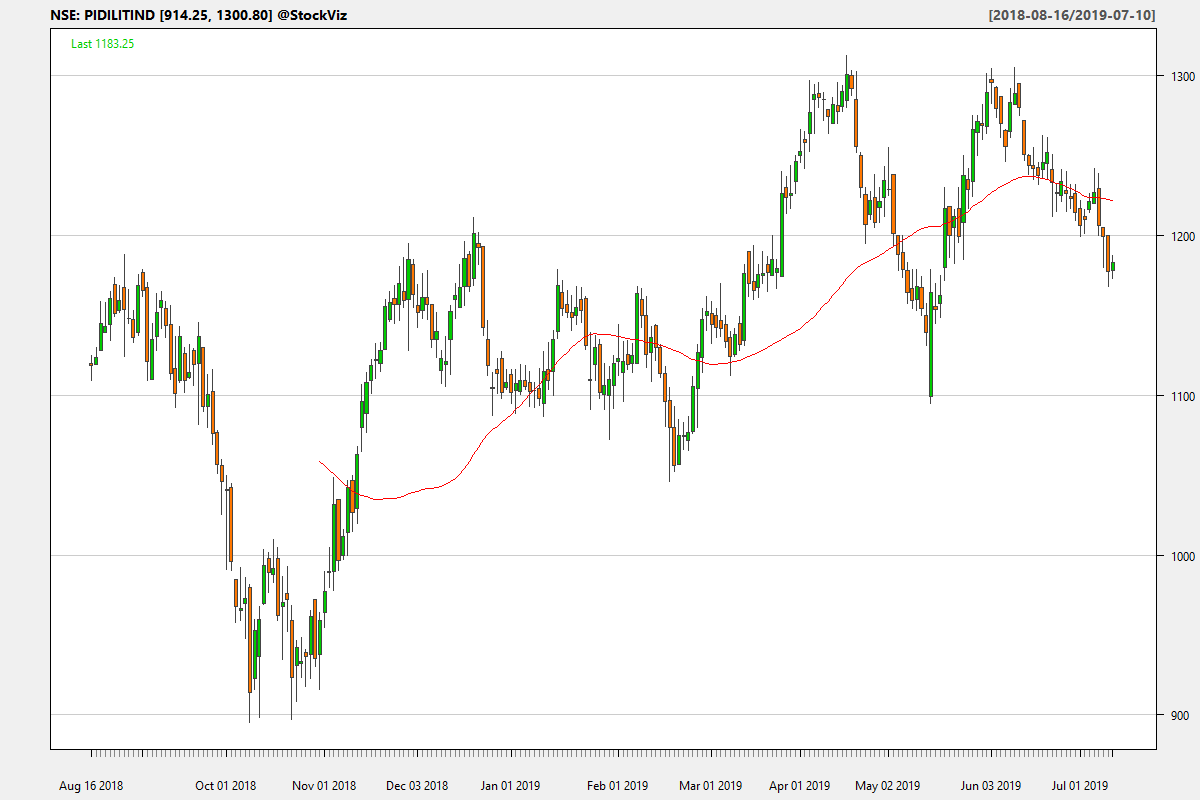 NSE: PIDILITIND [914.25, 1300.80] @StockViz [2018-08-16/2019-07-10]
Last 1183.25
1300
1200
1100
1000
900
Aug 16 2018 Oct 01 2018 Nov 01 2018 Dec 03 2018 Jan 01 2019 Feb 01 2019 Mar 01 2019 Apr 01 2019 May 02 2019 Jun 03 2019 Jul 01 2019